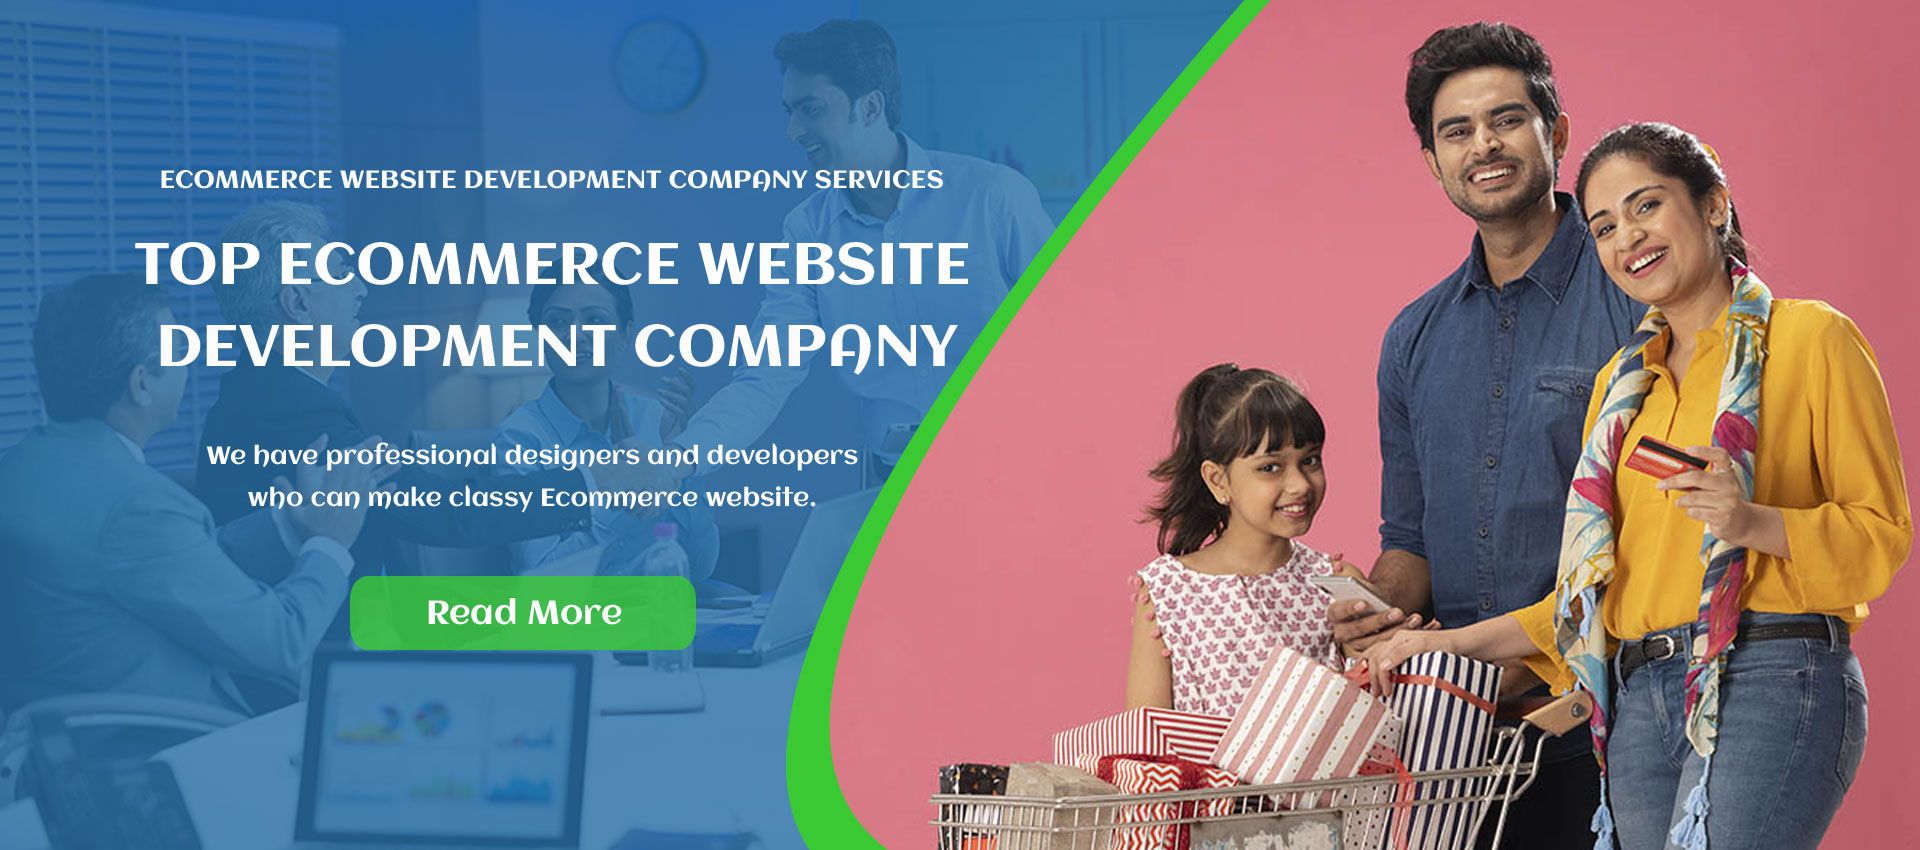 ECOMMERCE WEBSITE DEVELOPMENT COMPANY SERVICES
TOP ECOMMERCE WEBSITE
DEVELOPMENT COMPANY
We have professional designers and developers
who can make classy Ecommerce website.
Read More